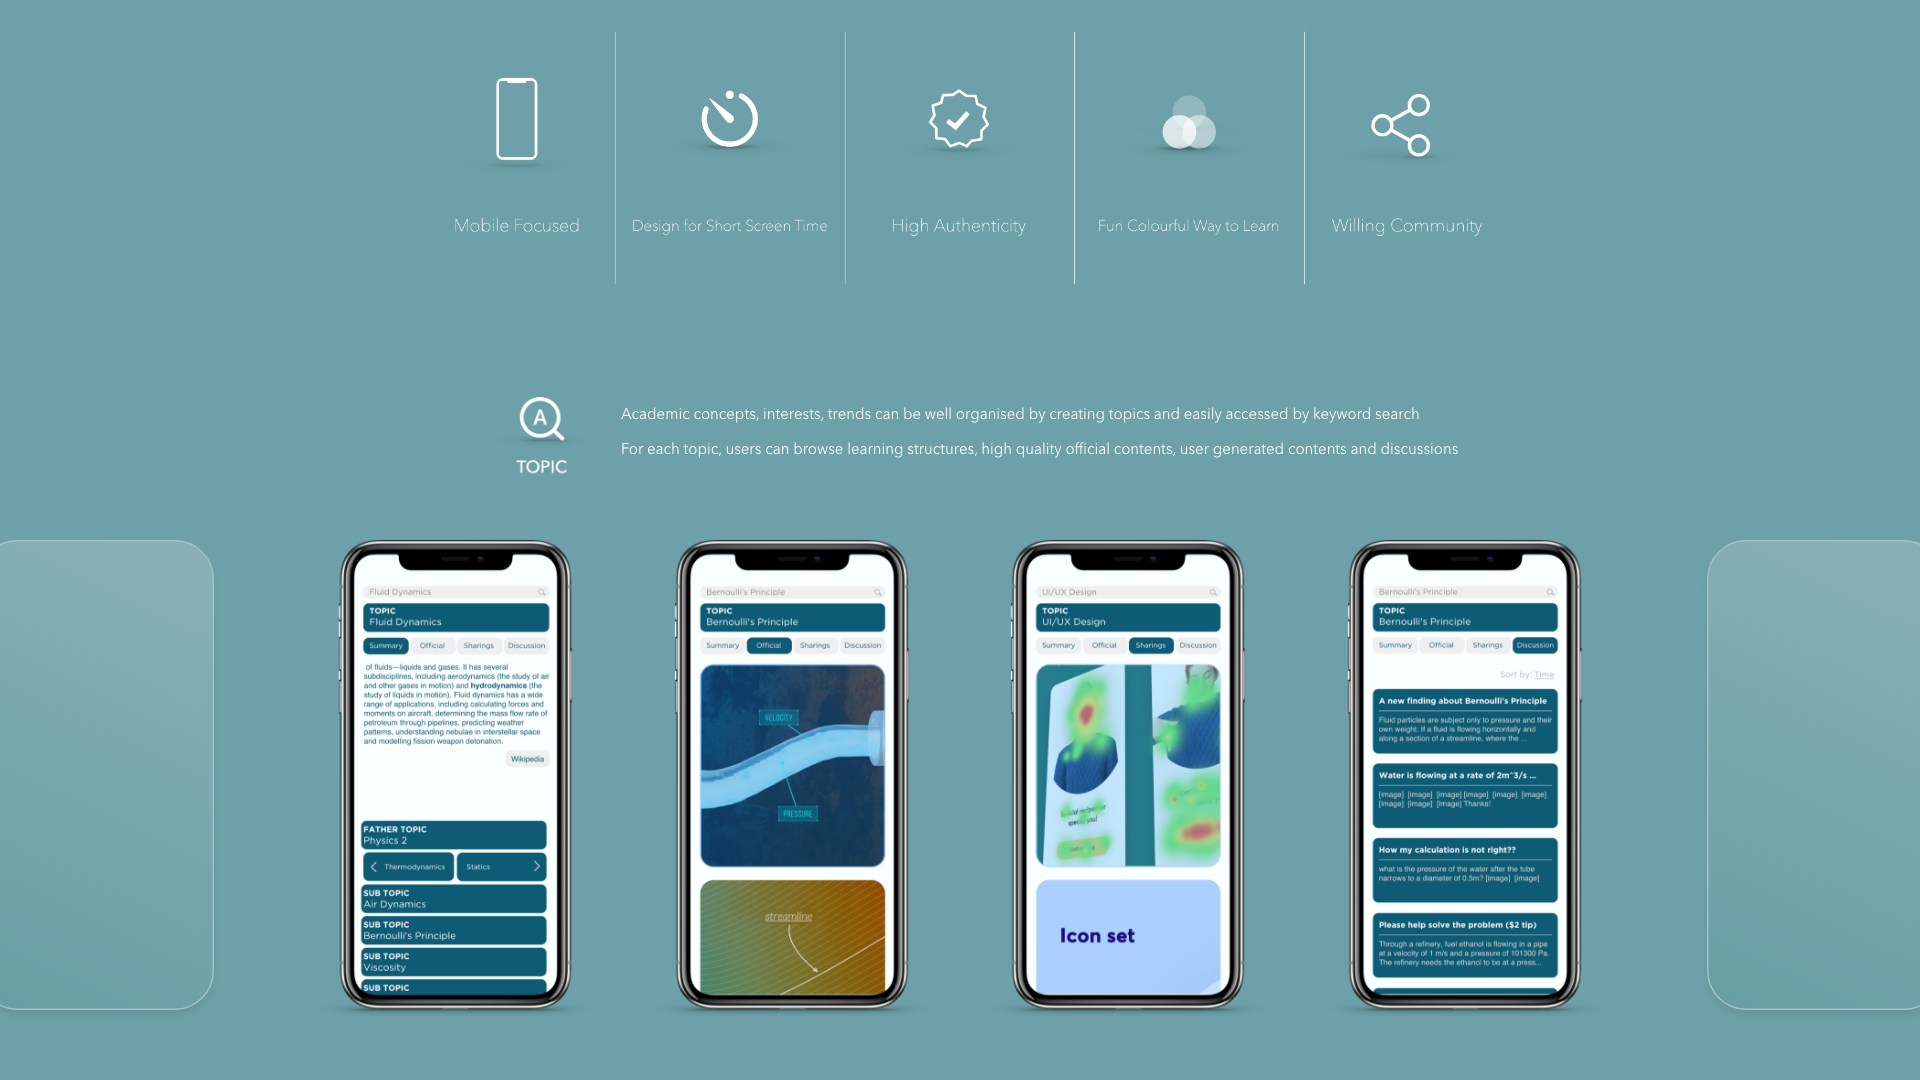 Mobile Focused
Design for Short Screen Time
High Authenticity
Fun Colourful Way to Learn
Willing Community
A
TOPIC
Academic concepts, interests, trends can be well organised by creating topics and easily accessed by keyword search
For each topic, users can browse learning structures, high quality official contents, user generated contents and discussions
Fluid Dynamics
TOPIC
Fluid Dynamics
Summary
Official
Sharings
Discussion
of fluids—liquids and gases. It has several
subdisciplines, including aerodynamics (the study of air
and other gases in motion) and hydrodynamics (the
study of liquids in motion). Fluid dynamics has a wide
range of applications, including calculating forces and
moments on aircraft, determining the mass flow rate of
petroleum through pipelines, predicting weather
patterns, understanding nebulae in interstellar space
and modelling fission weapon detonation.
Wikipedia
FATHER TOPIC
Physics 2
Thermodynamics
Statics
SUB TOPIC
Air Dynamics
SUB TOPIC
Bernoulli's Principle
SUB TOPIC
Viscosity
SUB TOPIC
Bernoulli's Principle
TOPIC
Bernoulli's Principle
Summary
Official
Sharings
Discussion
VELOCITY
PRESSURE
streamline
UI/UX Design
TOPIC
UI/UX Design
Summary
Official
Sharings
Discussion
special you!
Icon set
Bernoulli's Principle
TOPIC
Bernoulli's Principle
Summary
Official
Sharings
Discussion
Sort by: Time
A new finding about Bernoulli's Principle
Fluid particles are subject only to pressure and their
own weight. If a fluid is flowing horizontally and
along a section of a streamline, where the ...
Water is flowing at a rate of 2m^3/s ...
[image] [image] [image] [image] [image] [image]
[image] [image] [image] Thanks!
How my calculation is not right??
what is the pressure of the water after the tube
narrows to a diameter of 0.5m? [image] [image]
Please help solve the problem ($2 tip)
Through a refinery, fuel ethanol is flowing in a pipe
at a velocity of 1 m/s and a pressure of 101300 Pa.
The refinery needs the ethanol to be at a press...